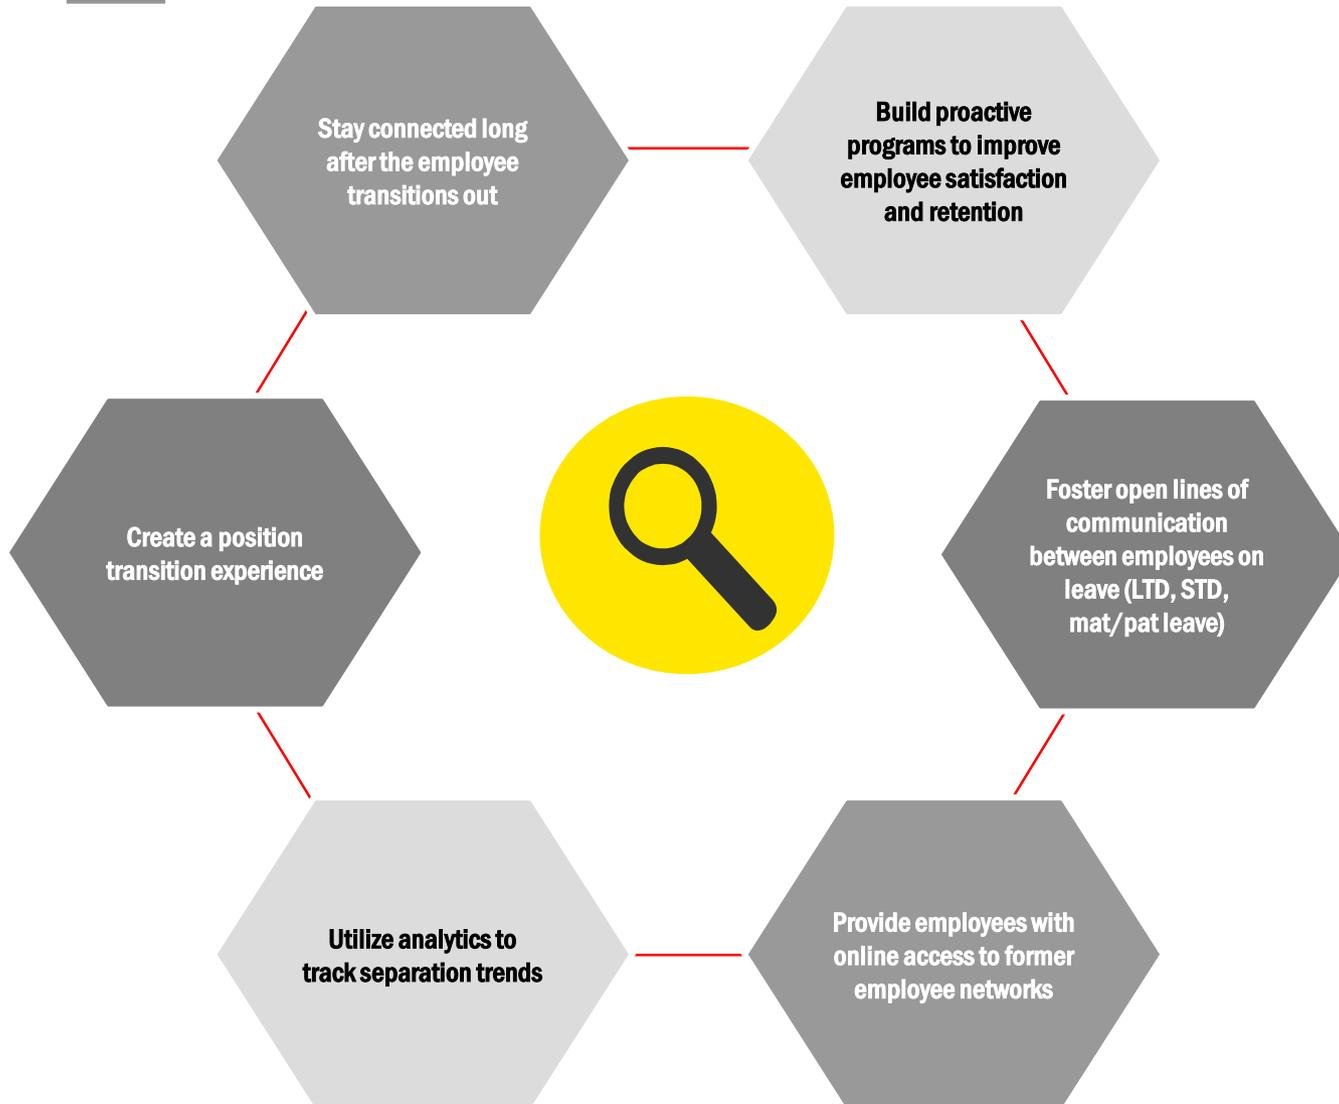 Stay connected long
after the employee
transitions out
Build proactive
programs to improve
employee satisfaction
and retention
Create a position
transition experience
Foster open lines of
communication
between employees on
leave (LTD, STD,
mat/pat leave)
Utilize analytics to
track separation trends
Provide employees with
online access to former
employee networks